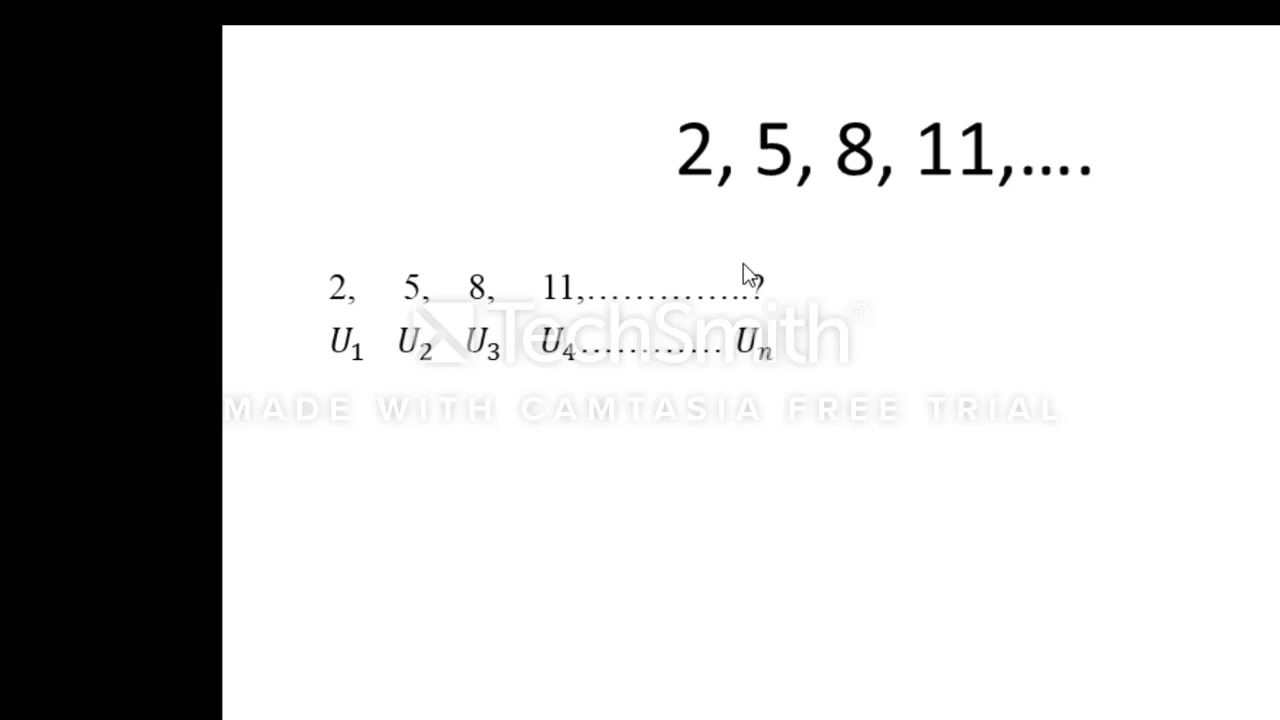 2, 5, 8, 11,....
2, 5, 8, 11,...............?
U₁ U₂ U₃ U₄............ Uₙ
TechSmith®
MADE WITH CAMTASIA FREE TRIAL